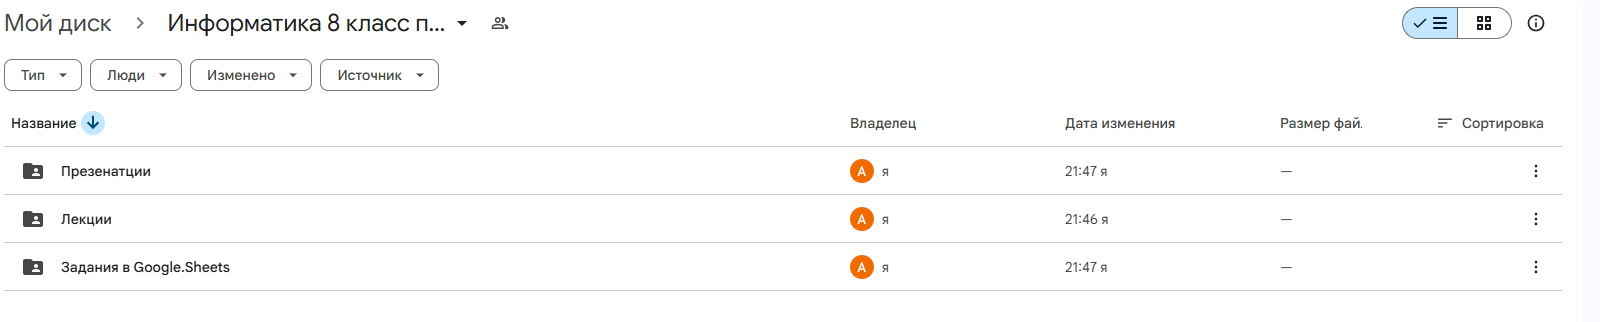 Мой диск > Информатика 8 класс п...
Тип Люди Изменено Источник
Название Владелец Дата изменения Размер фай. Сортировка
Презенатции А я 21:47 я —
Лекции А я 21:46 я —
Задания в Google.Sheets А я 21:47 я —